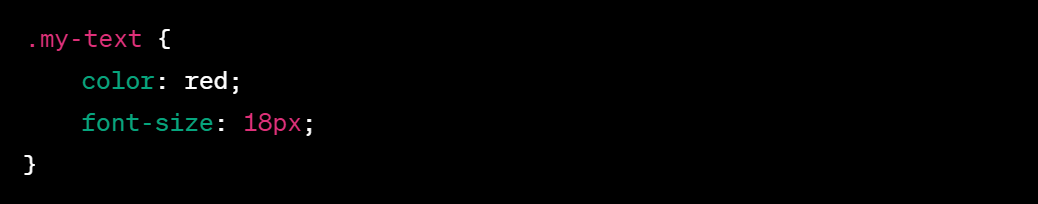 .my-text {
    color: red;
    font-size: 18px;
}